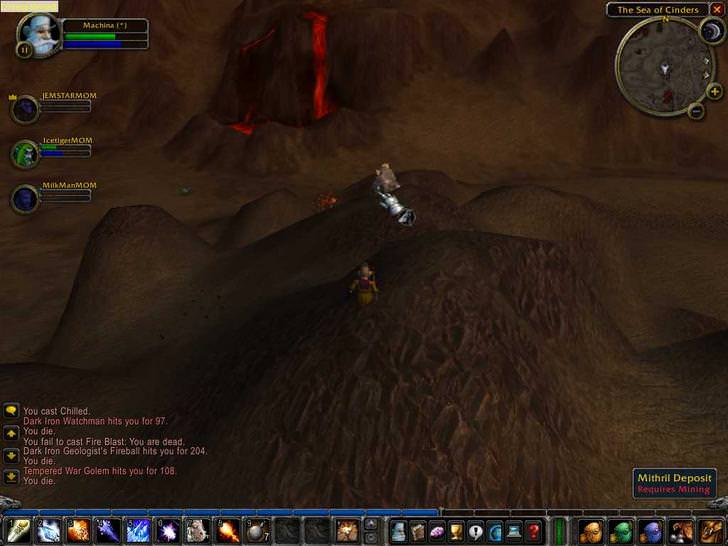 Machina (*)
The Sea of Cinders
N
11
JEMSTARMOM
IcetigerMOM
MilkManMOM
You cast Chilled.
Dark Iron Watchman hits you for 97.
You die.
You fail to cast Fire Blast: You are dead.
Dark Iron Geologist's Fireball hits you for 204.
You die.
Tempered War Golem hits you for 108.
You die.
Mithril Deposit
Requires Mining